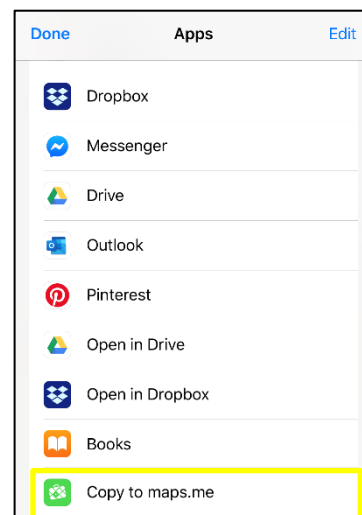 Done Apps Edit
Dropbox
Messenger
Drive
Outlook
Pinterest
Open in Drive
Open in Dropbox
Books
Copy to maps.me